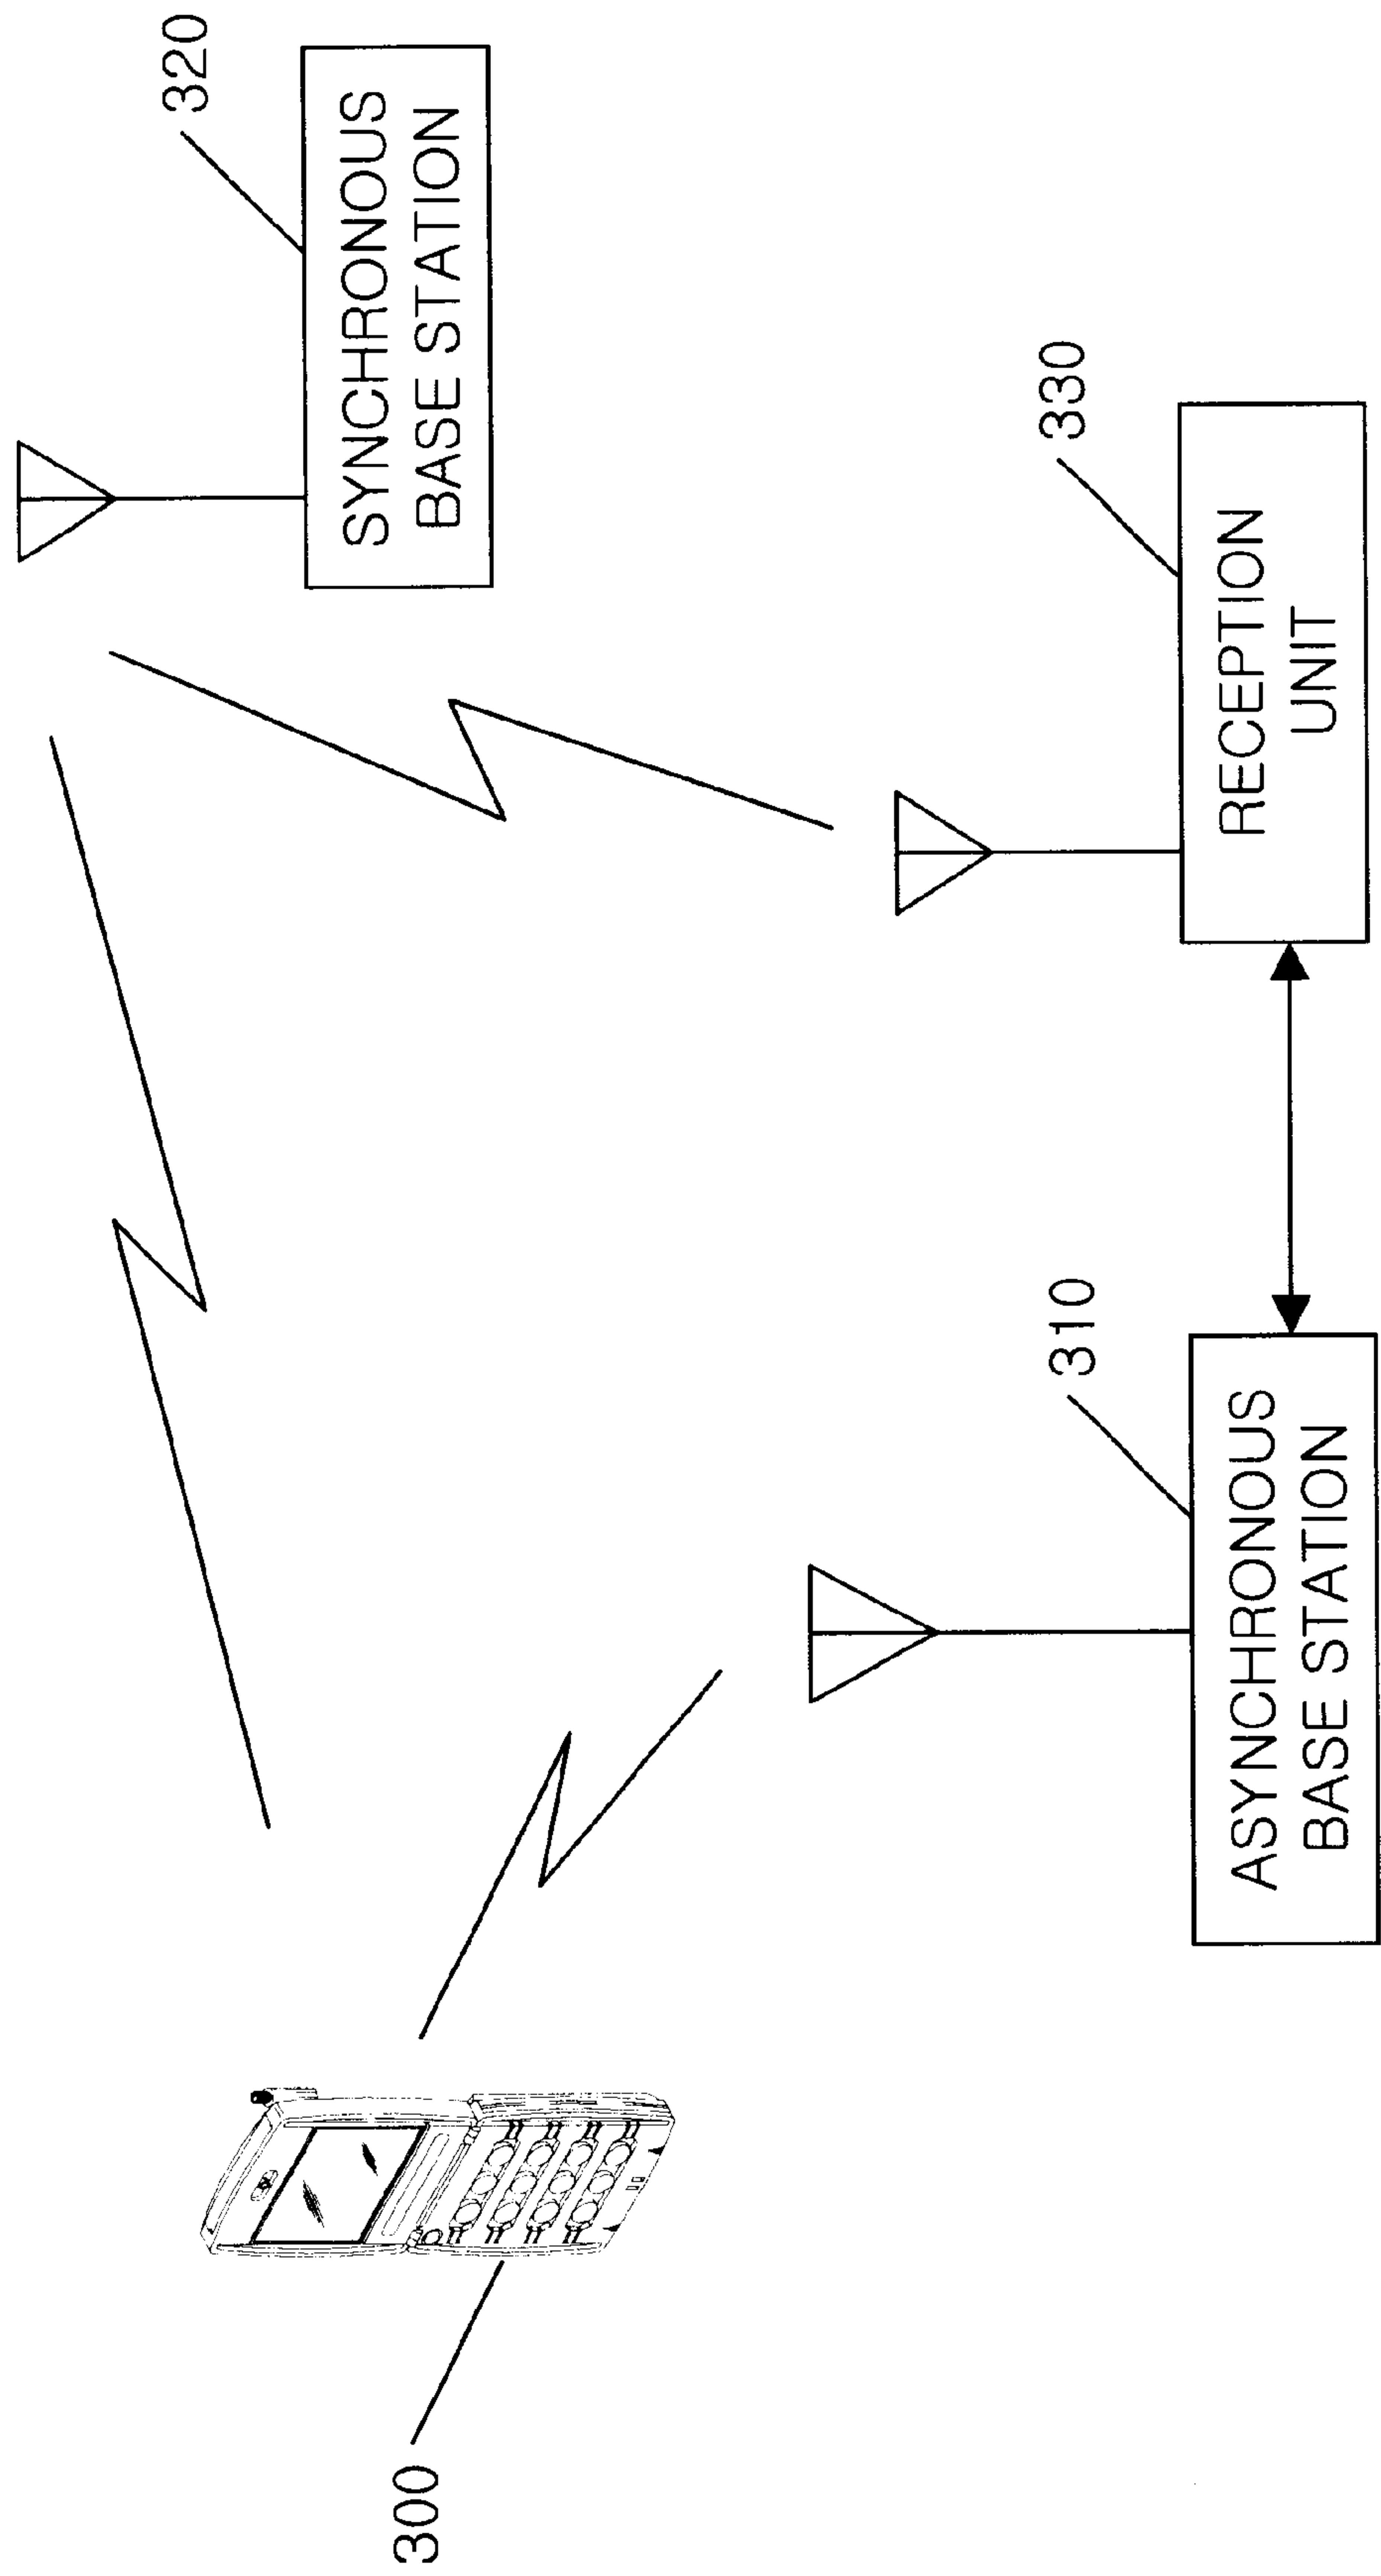 320
SYNCHRONOUS
BASE STATION
300
310
ASYNCHRONOUS
BASE STATION
330
RECEPTION
UNIT